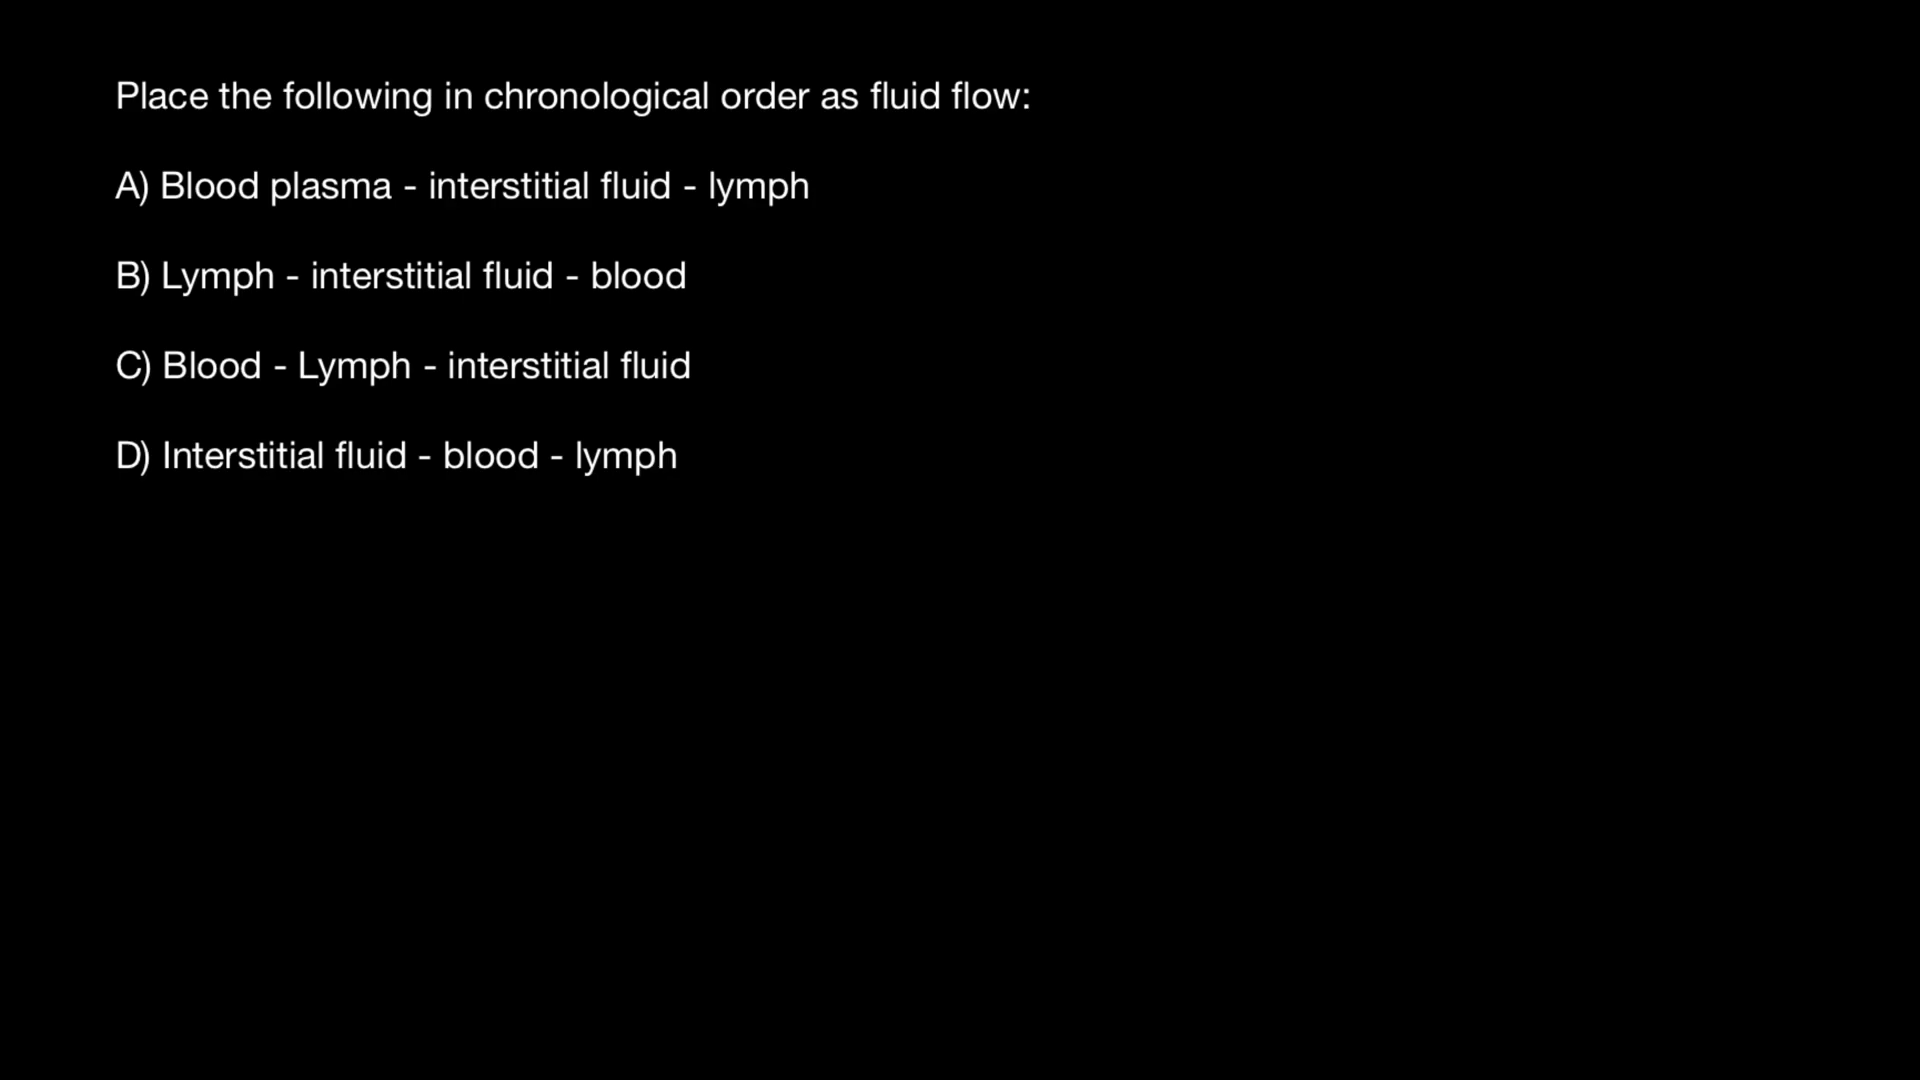 Place the following in chronological order as fluid flow:
A) Blood plasma - interstitial fluid - lymph
B) Lymph - interstitial fluid - blood
C) Blood - Lymph - interstitial fluid
D) Interstitial fluid - blood - lymph